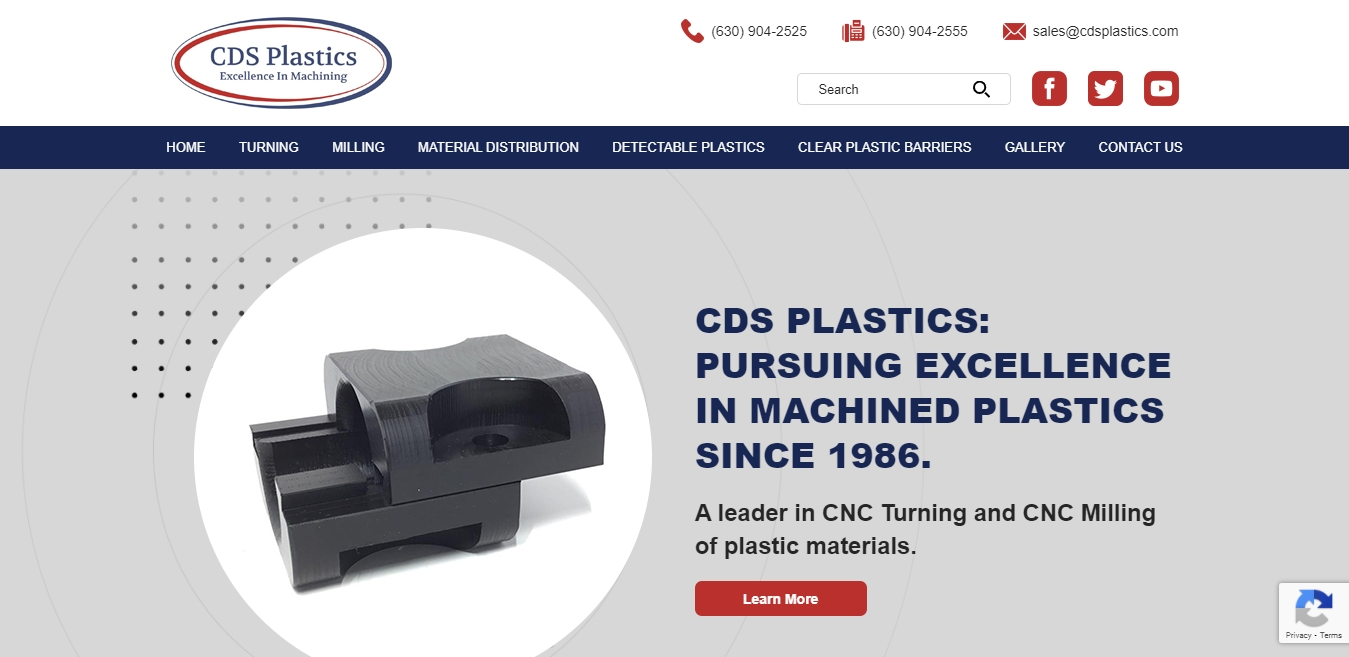 CDS Plastics
Excellence In Machining
(630) 904-2525
(630) 904-2555
sales@cdsplastics.com
Search
HOME TURNING MILLING MATERIAL DISTRIBUTION DETECTABLE PLASTICS CLEAR PLASTIC BARRIERS GALLERY CONTACT US
CDS PLASTICS:
PURSUING EXCELLENCE
IN MACHINED PLASTICS
SINCE 1986.
A leader in CNC Turning and CNC Milling
of plastic materials.
Learn More
Privacy - Terms